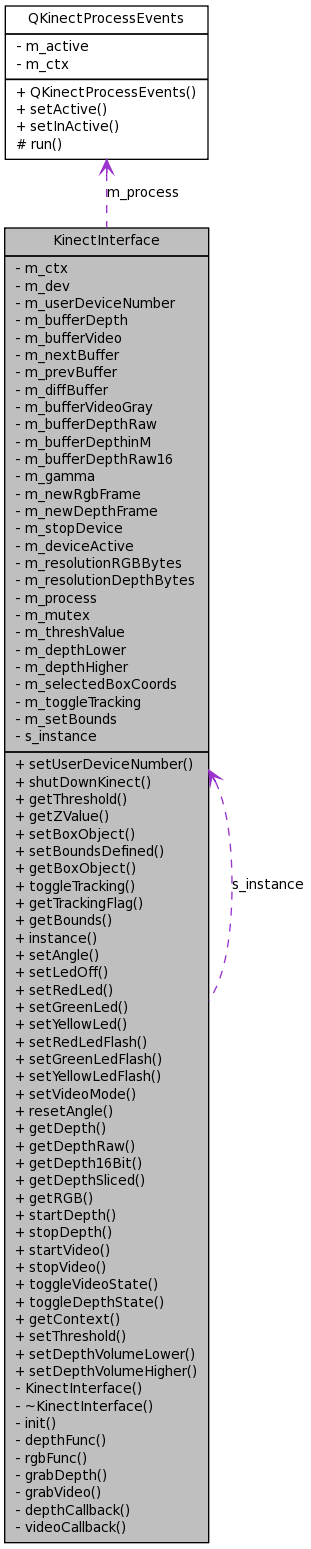 QKinectProcessEvents
- m_active
- m_ctx
+ QKinectProcessEvents()
+ setActive()
+ setInActive()
# run()
m_process
KinectInterface
- m_ctx
- m_dev
- m_userDeviceNumber
- m_bufferDepth
- m_bufferVideo
- m_nextBuffer
- m_prevBuffer
- m_diffBuffer
- m_bufferVideoGray
- m_bufferDepthRaw
- m_bufferDepthinM
- m_bufferDepthRaw16
- m_gamma
- m_newRgbFrame
- m_newDepthFrame
- m_stopDevice
- m_deviceActive
- m_resolutionRGBBytes
- m_resolutionDepthBytes
- m_process
- m_mutex
- m_threshValue
- m_depthLower
- m_depthHigher
- m_selectedBoxCoords
- m_toggleTracking
- m_setBounds
- s_instance
+ setUserDeviceNumber()
+ shutDownKinect()
+ getThreshold()
+ getZValue()
+ setBoxObject()
+ setBoundsDefined()
+ getBoxObject()
+ toggleTracking()
+ getTrackingFlag()
+ getBounds()
+ instance()
+ setAngle()
+ setLedOff()
+ setRedLed()
+ setGreenLed()
+ setYellowLed()
+ setRedLedFlash()
+ setGreenLedFlash()
+ setYellowLedFlash()
+ setVideoMode()
+ resetAngle()
+ getDepth()
+ getDepthRaw()
+ getDepth16Bit()
+ getDepthSliced()
+ getRGB()
+ startDepth()
+ stopDepth()
+ startVideo()
+ stopVideo()
+ toggleVideoState()
+ toggleDepthState()
+ getContext()
+ setThreshold()
+ setDepthVolumeLower()
+ setDepthVolumeHigher()
- KinectInterface()
- ~KinectInterface()
- init()
- depthFunc()
- rgbFunc()
- grabDepth()
- grabVideo()
- depthCallback()
- videoCallback()
s_instance